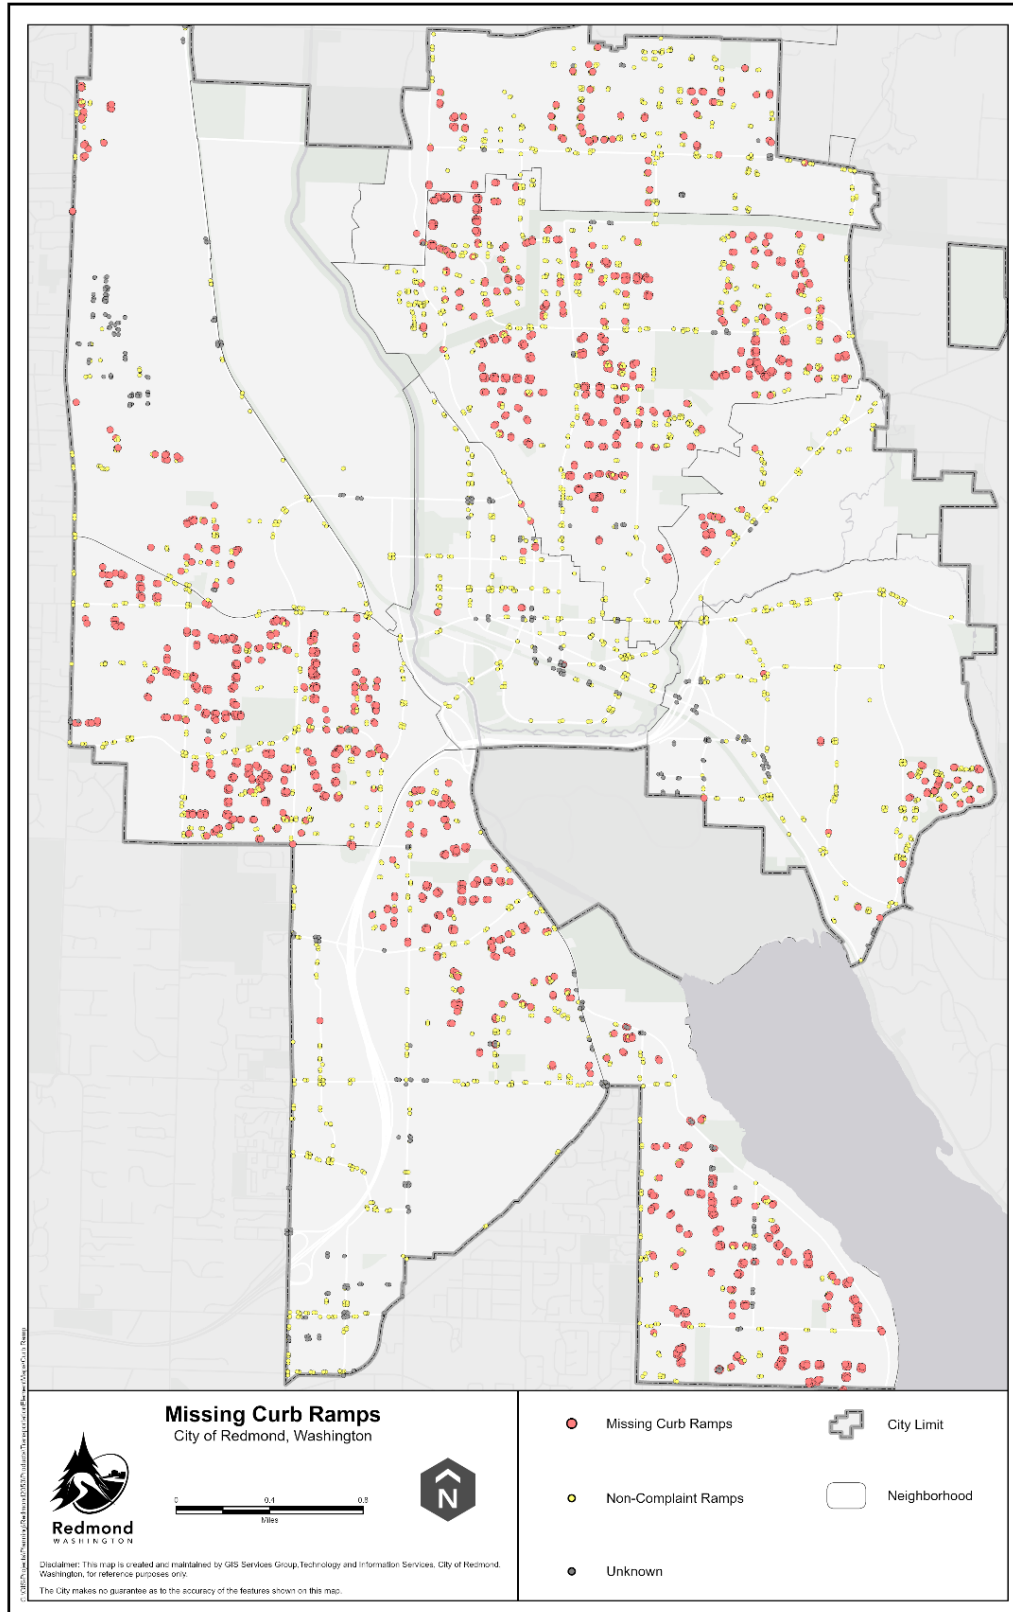 Missing Curb Ramps
City of Redmond, Washington
0 0.4 0.8
Miles
N
Redmond
WASHINGTON
Disclaimer: This map is created and maintained by GIS Services Group,Technology and Information Services, City of Redmond,
Washington, for reference purposes only.
The City makes no guarantee as to the accuracy of the features shown on this map.
Missing Curb Ramps
City Limit
Non-Complaint Ramps
Neighborhood
Unknown